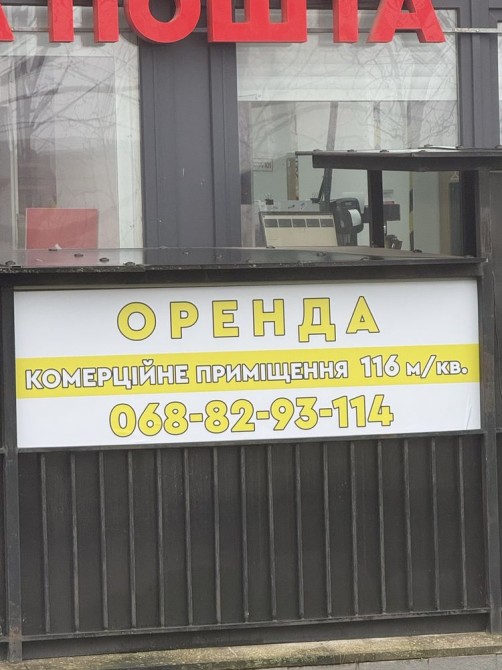 А ПОШТА
ОРЕНДА
КОМЕРЦІЙНЕ ПРИМІЩЕННЯ 116 м/кв.
068-82-93-114